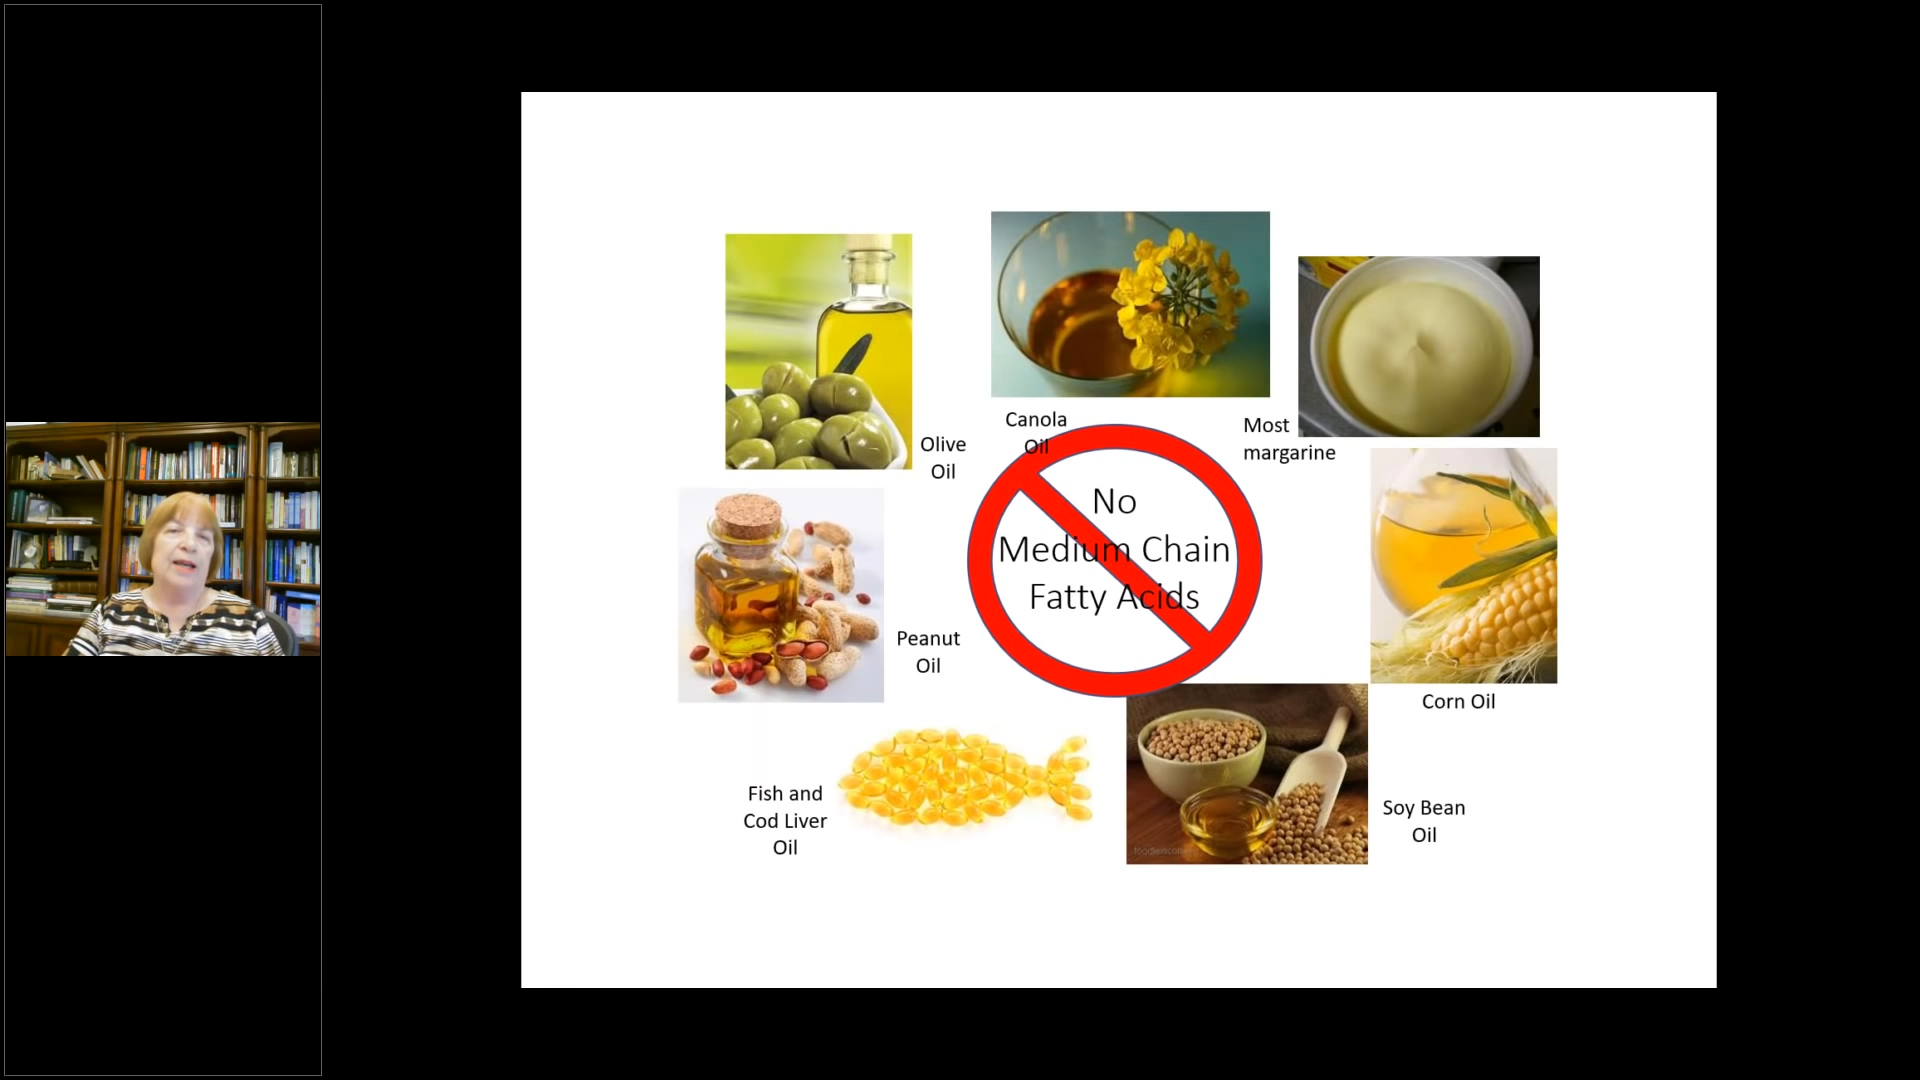 Canola
Oil
Most
margarine
Olive
Oil
No
Medium Chain
Fatty Acids
Peanut
Oil
Corn Oil
Fish and
Cod Liver
Oil
Soy Bean
Oil